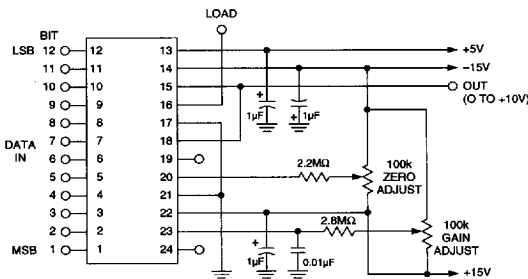 LOAD
BIT
LSB 12 12 13 +5V
11 11 14 -15V
10 10 15 OUT
(O TO +10V)
9 9 16 1µF 1µF
8 8 17
DATA IN
7 7 18
6 6 19
5 5 20 2.2MΩ 100k ZERO ADJUST
4 4 21
3 3 22
2 2 23 2.8MΩ 100k GAIN ADJUST
MSB 1 1 24 1µF 0.01µF +15V